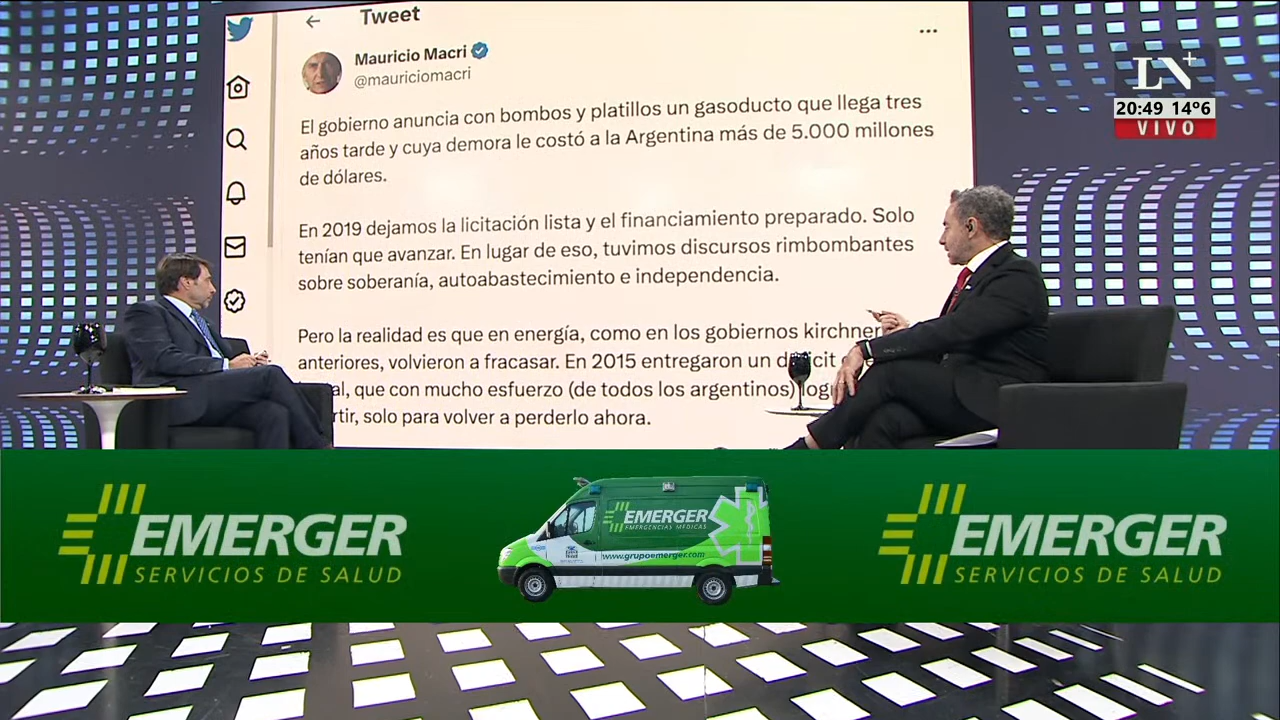 Tweet
Mauricio Macri
@mauriciomacri
El gobierno anuncia con bombos y platillos un gasoducto que llega tres
años tarde y cuya demora le costó a la Argentina más de 5.000 millones
de dólares.
En 2019 dejamos la licitación lista y el financiamiento preparado. Solo
tenían que avanzar. En lugar de eso, tuvimos discursos rimbombantes
sobre soberanía, autoabastecimiento e independencia.
Pero la realidad es que en energía, como en los gobiernos
anteriores, volvieron a fracasar. En 2015 entregaron un
que con mucho esfuerzo (de todos los argentinos)
solo para volver a perderlo ahora.
LN+
20:49 14°6
VIVO
EMERGER
SERVICIOS DE SALUD
EMERGER
EMERGENCIAS MÉDICAS
www.grupoemerger.com
EMERGER
SERVICIOS DE SALUD